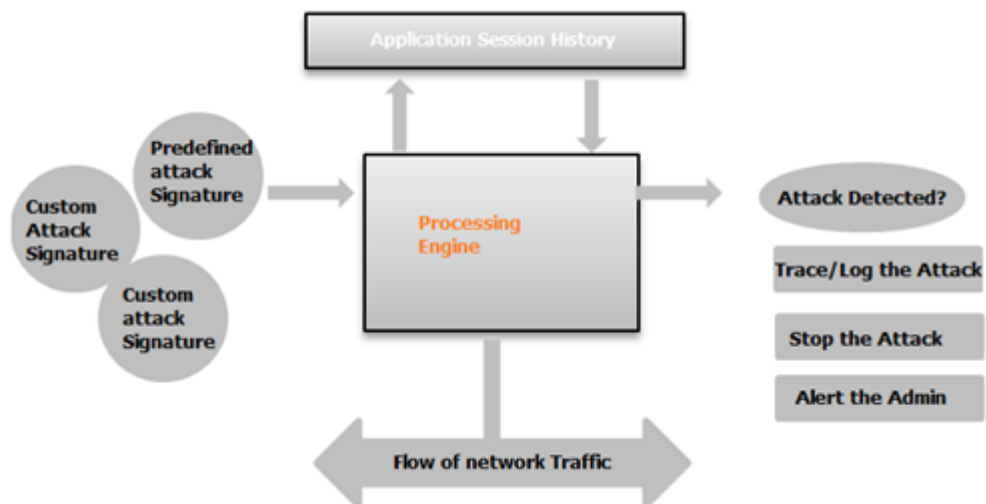 Application Session History
Predefined
attack
Signature
Custom
Attack
Signature
Custom
attack
Signature
Processing
Engine
Attack Detected?
Trace/Log the Attack
Stop the Attack
Alert the Admin
Flow of network Traffic